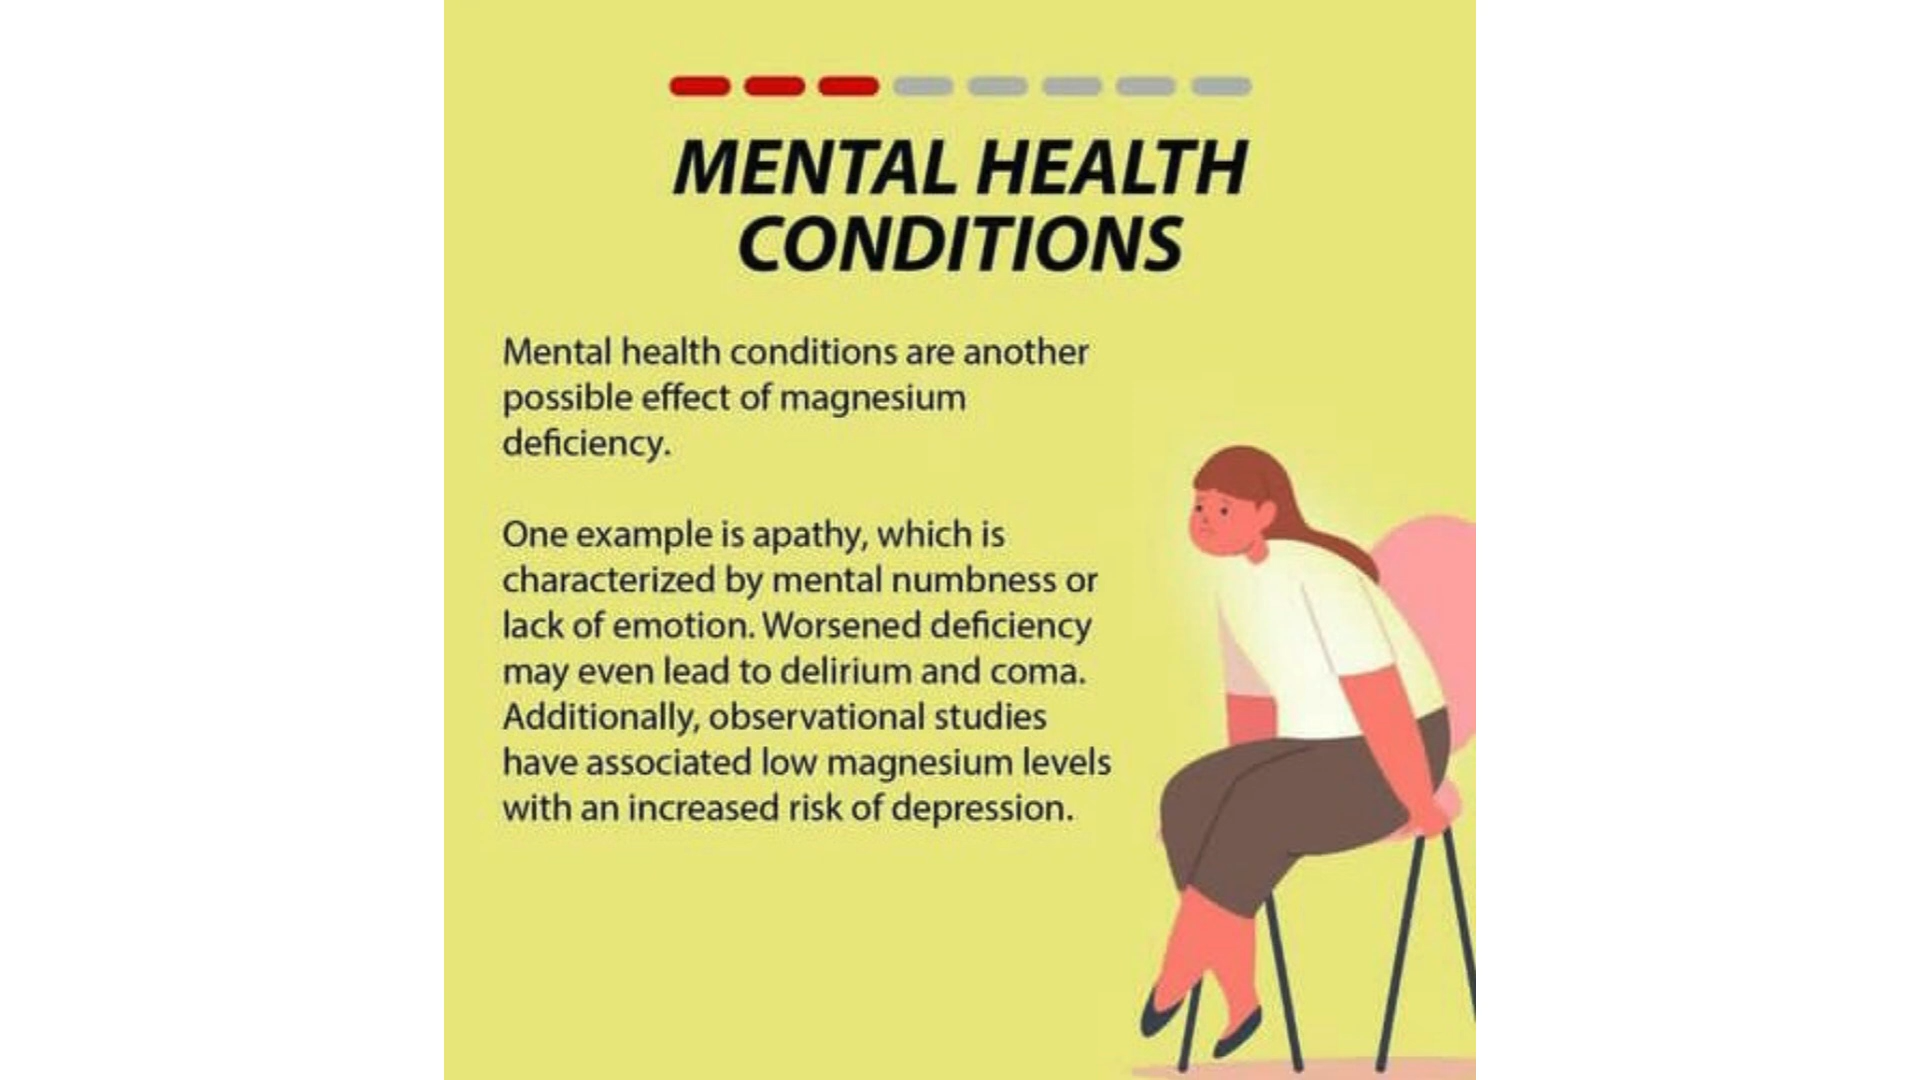 MENTAL HEALTH
CONDITIONS
Mental health conditions are another
possible effect of magnesium
deficiency.
One example is apathy, which is
characterized by mental numbness or
lack of emotion. Worsened deficiency
may even lead to delirium and coma.
Additionally, observational studies
have associated low magnesium levels
with an increased risk of depression.